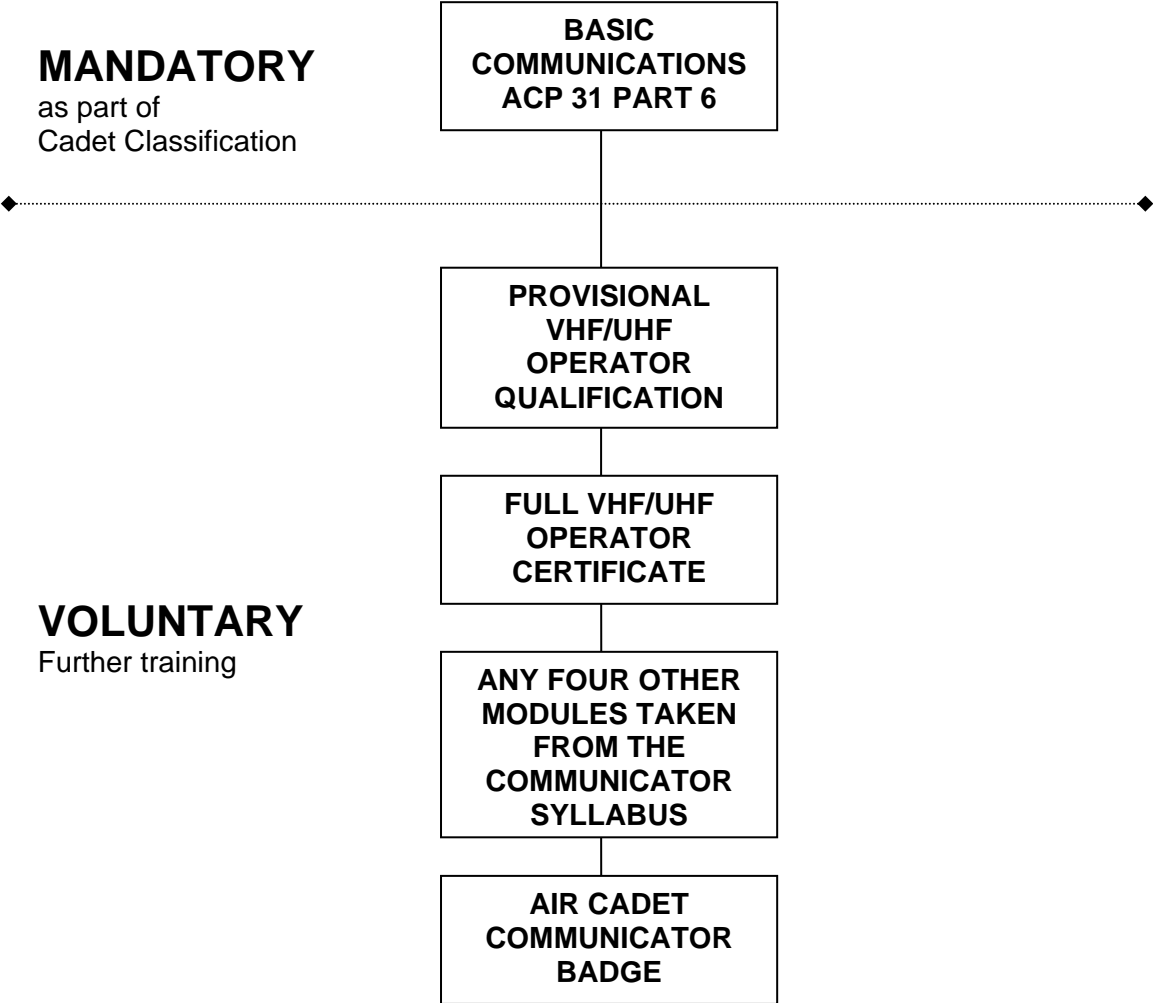 MANDATORY
as part of
Cadet Classification
BASIC
COMMUNICATIONS
ACP 31 PART 6
PROVISIONAL
VHF/UHF
OPERATOR
QUALIFICATION
FULL VHF/UHF
OPERATOR
CERTIFICATE
VOLUNTARY
Further training
ANY FOUR OTHER
MODULES TAKEN
FROM THE
COMMUNICATOR
SYLLABUS
AIR CADET
COMMUNICATOR
BADGE